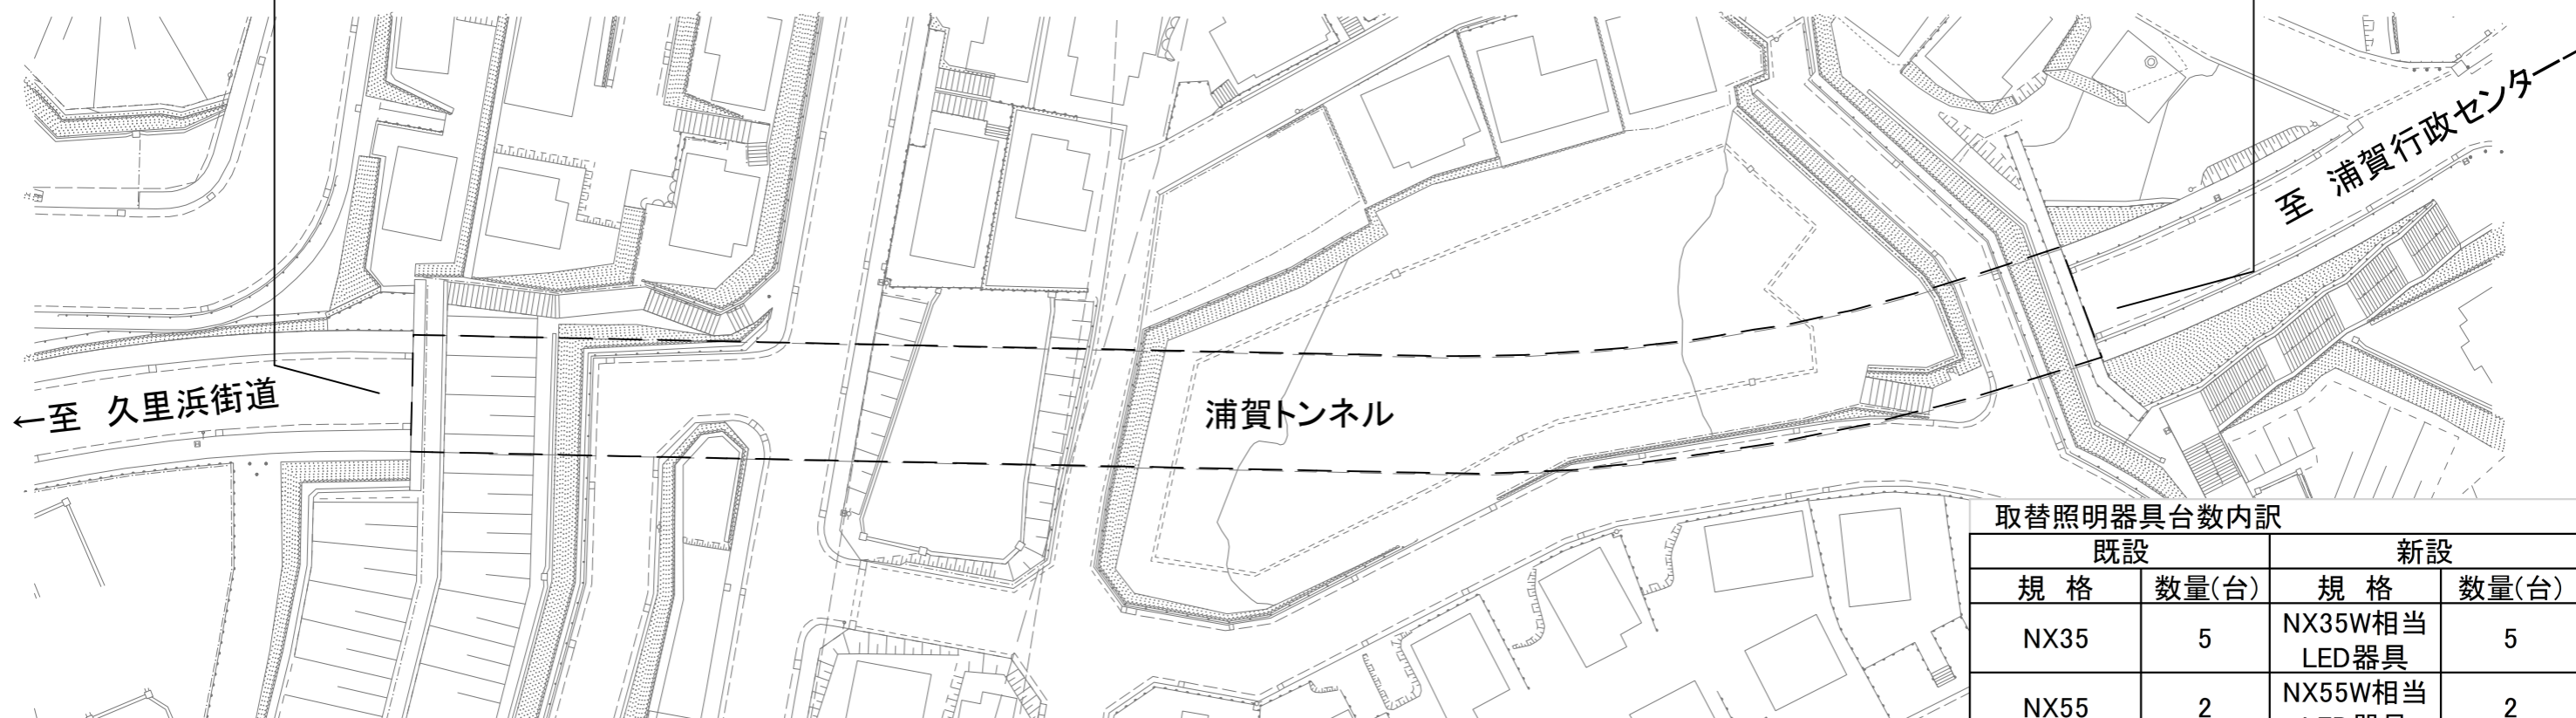 至 浦賀行政センター
←至 久里浜街道
浦賀トンネル
取替照明器具台数内訳
既設 新設
規 格 数量(台) 規 格 数量(台)
NX35 5 NX35W相当 5
LED器具
NX55 2 NX55W相当 2